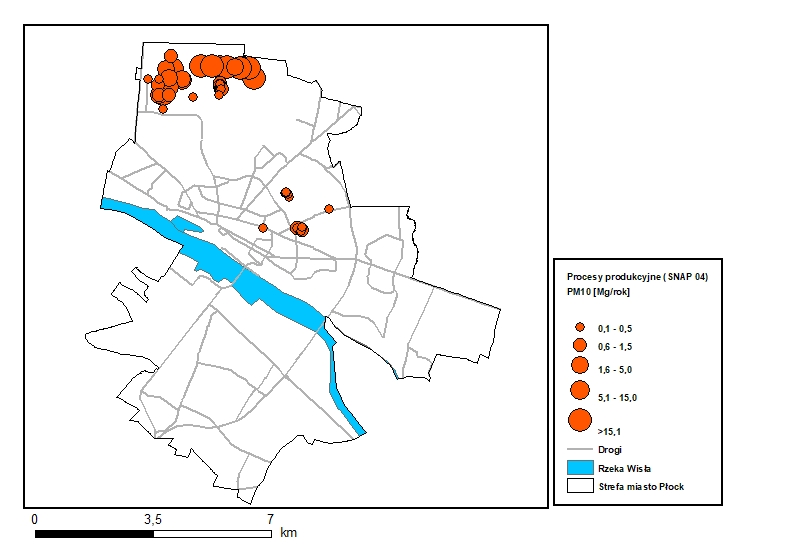 Procesy produkcyjne ( SNAP 04)
PM10 [Mg/rok]
0,1 - 0,5
0,6 - 1,5
1,6 - 5,0
5,1 - 15,0
>15,1
Drogi
Rzeka Wisła
Strefa miasto Płock
0 3,5 7
km